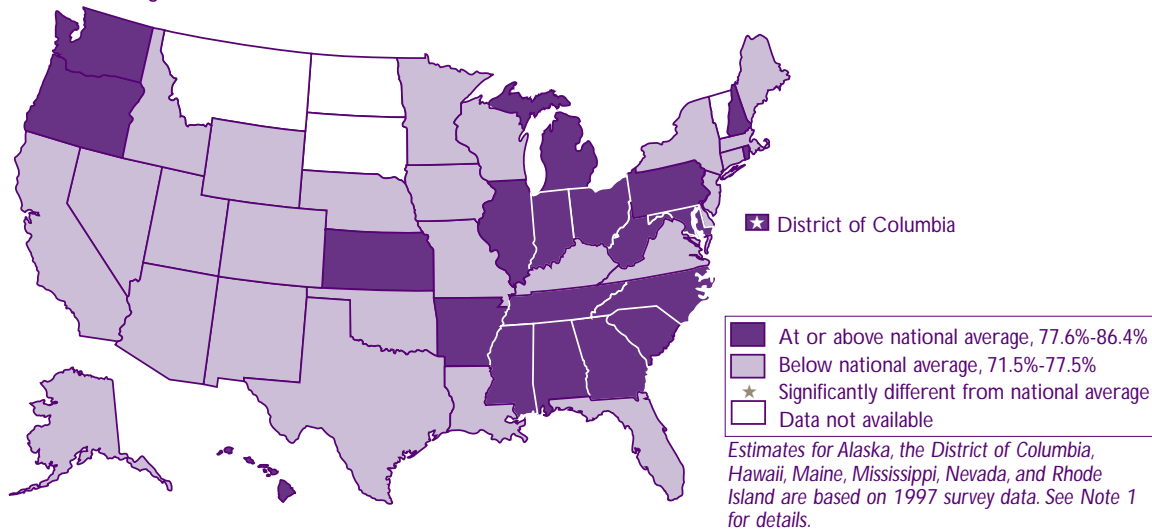 District of Columbia
At or above national average, 77.6%-86.4%
Below national average, 71.5%-77.5%
Significantly different from national average
Data not available
Estimates for Alaska, the District of Columbia,
Hawaii, Maine, Mississippi, Nevada, and Rhode
Island are based on 1997 survey data. See Note 1
for details.